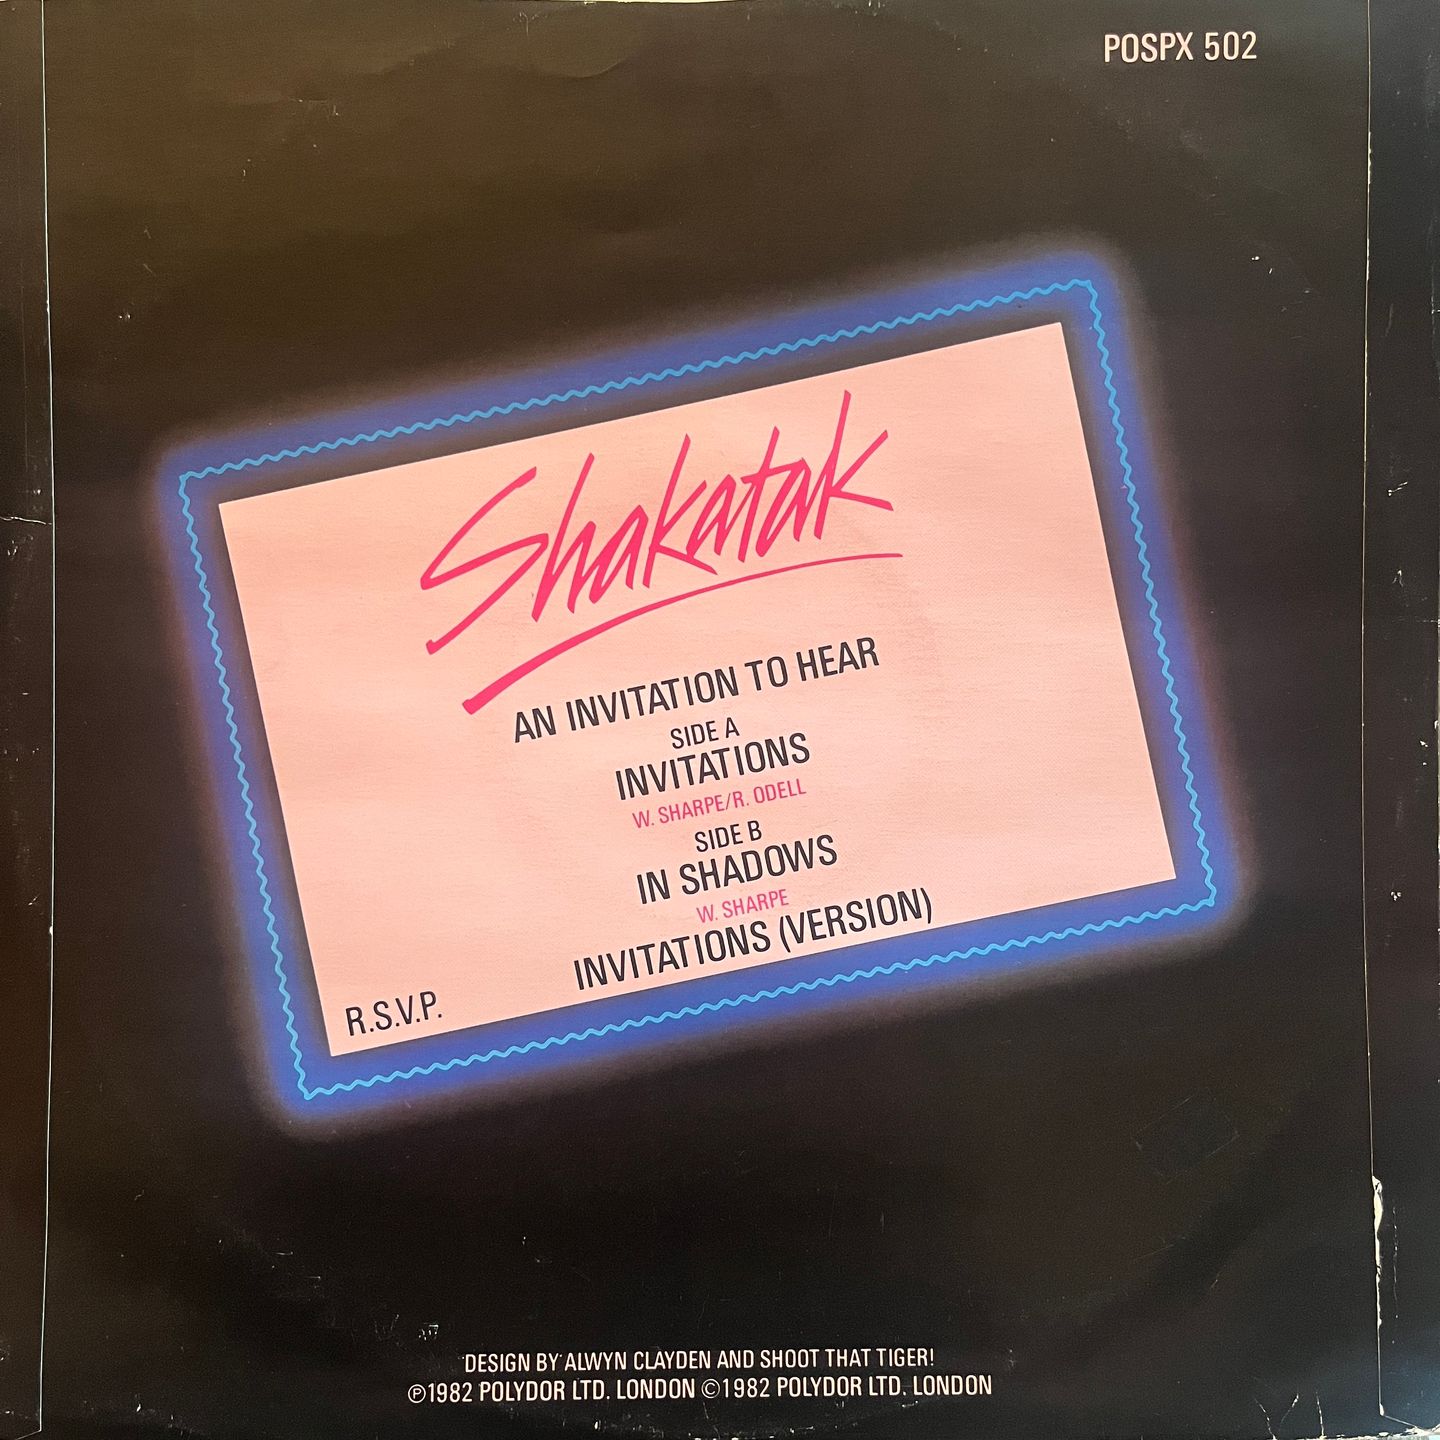 POSPX 502
Shakatak
AN INVITATION TO HEAR
SIDE A
INVITATIONS
W. SHARPE/R. ODELL
SIDE B
IN SHADOWS
W. SHARPE
INVITATIONS (VERSION)
R.S.V.P.
DESIGN BY ALWYN CLAYDEN AND SHOOT THAT TIGER!
℗1982 POLYDOR LTD. LONDON ©1982 POLYDOR LTD. LONDON